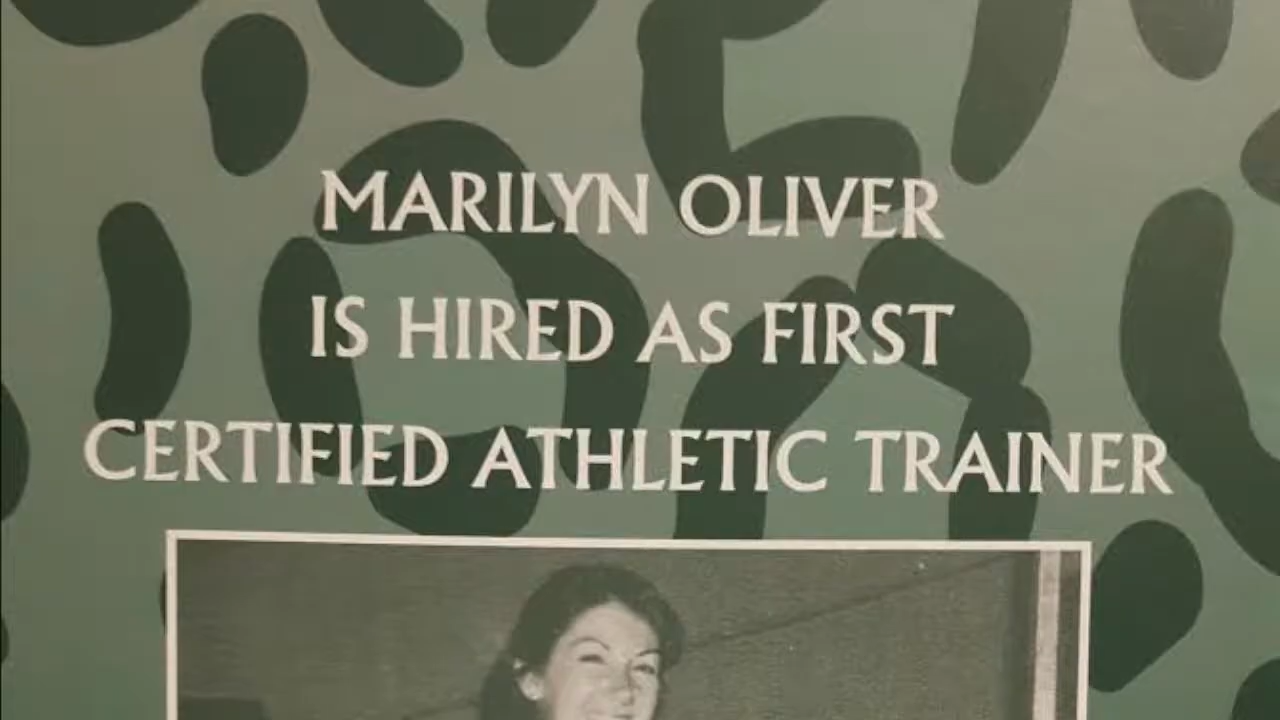 MARILYN OLIVER
IS HIRED AS FIRST
CERTIFIED ATHLETIC TRAINER